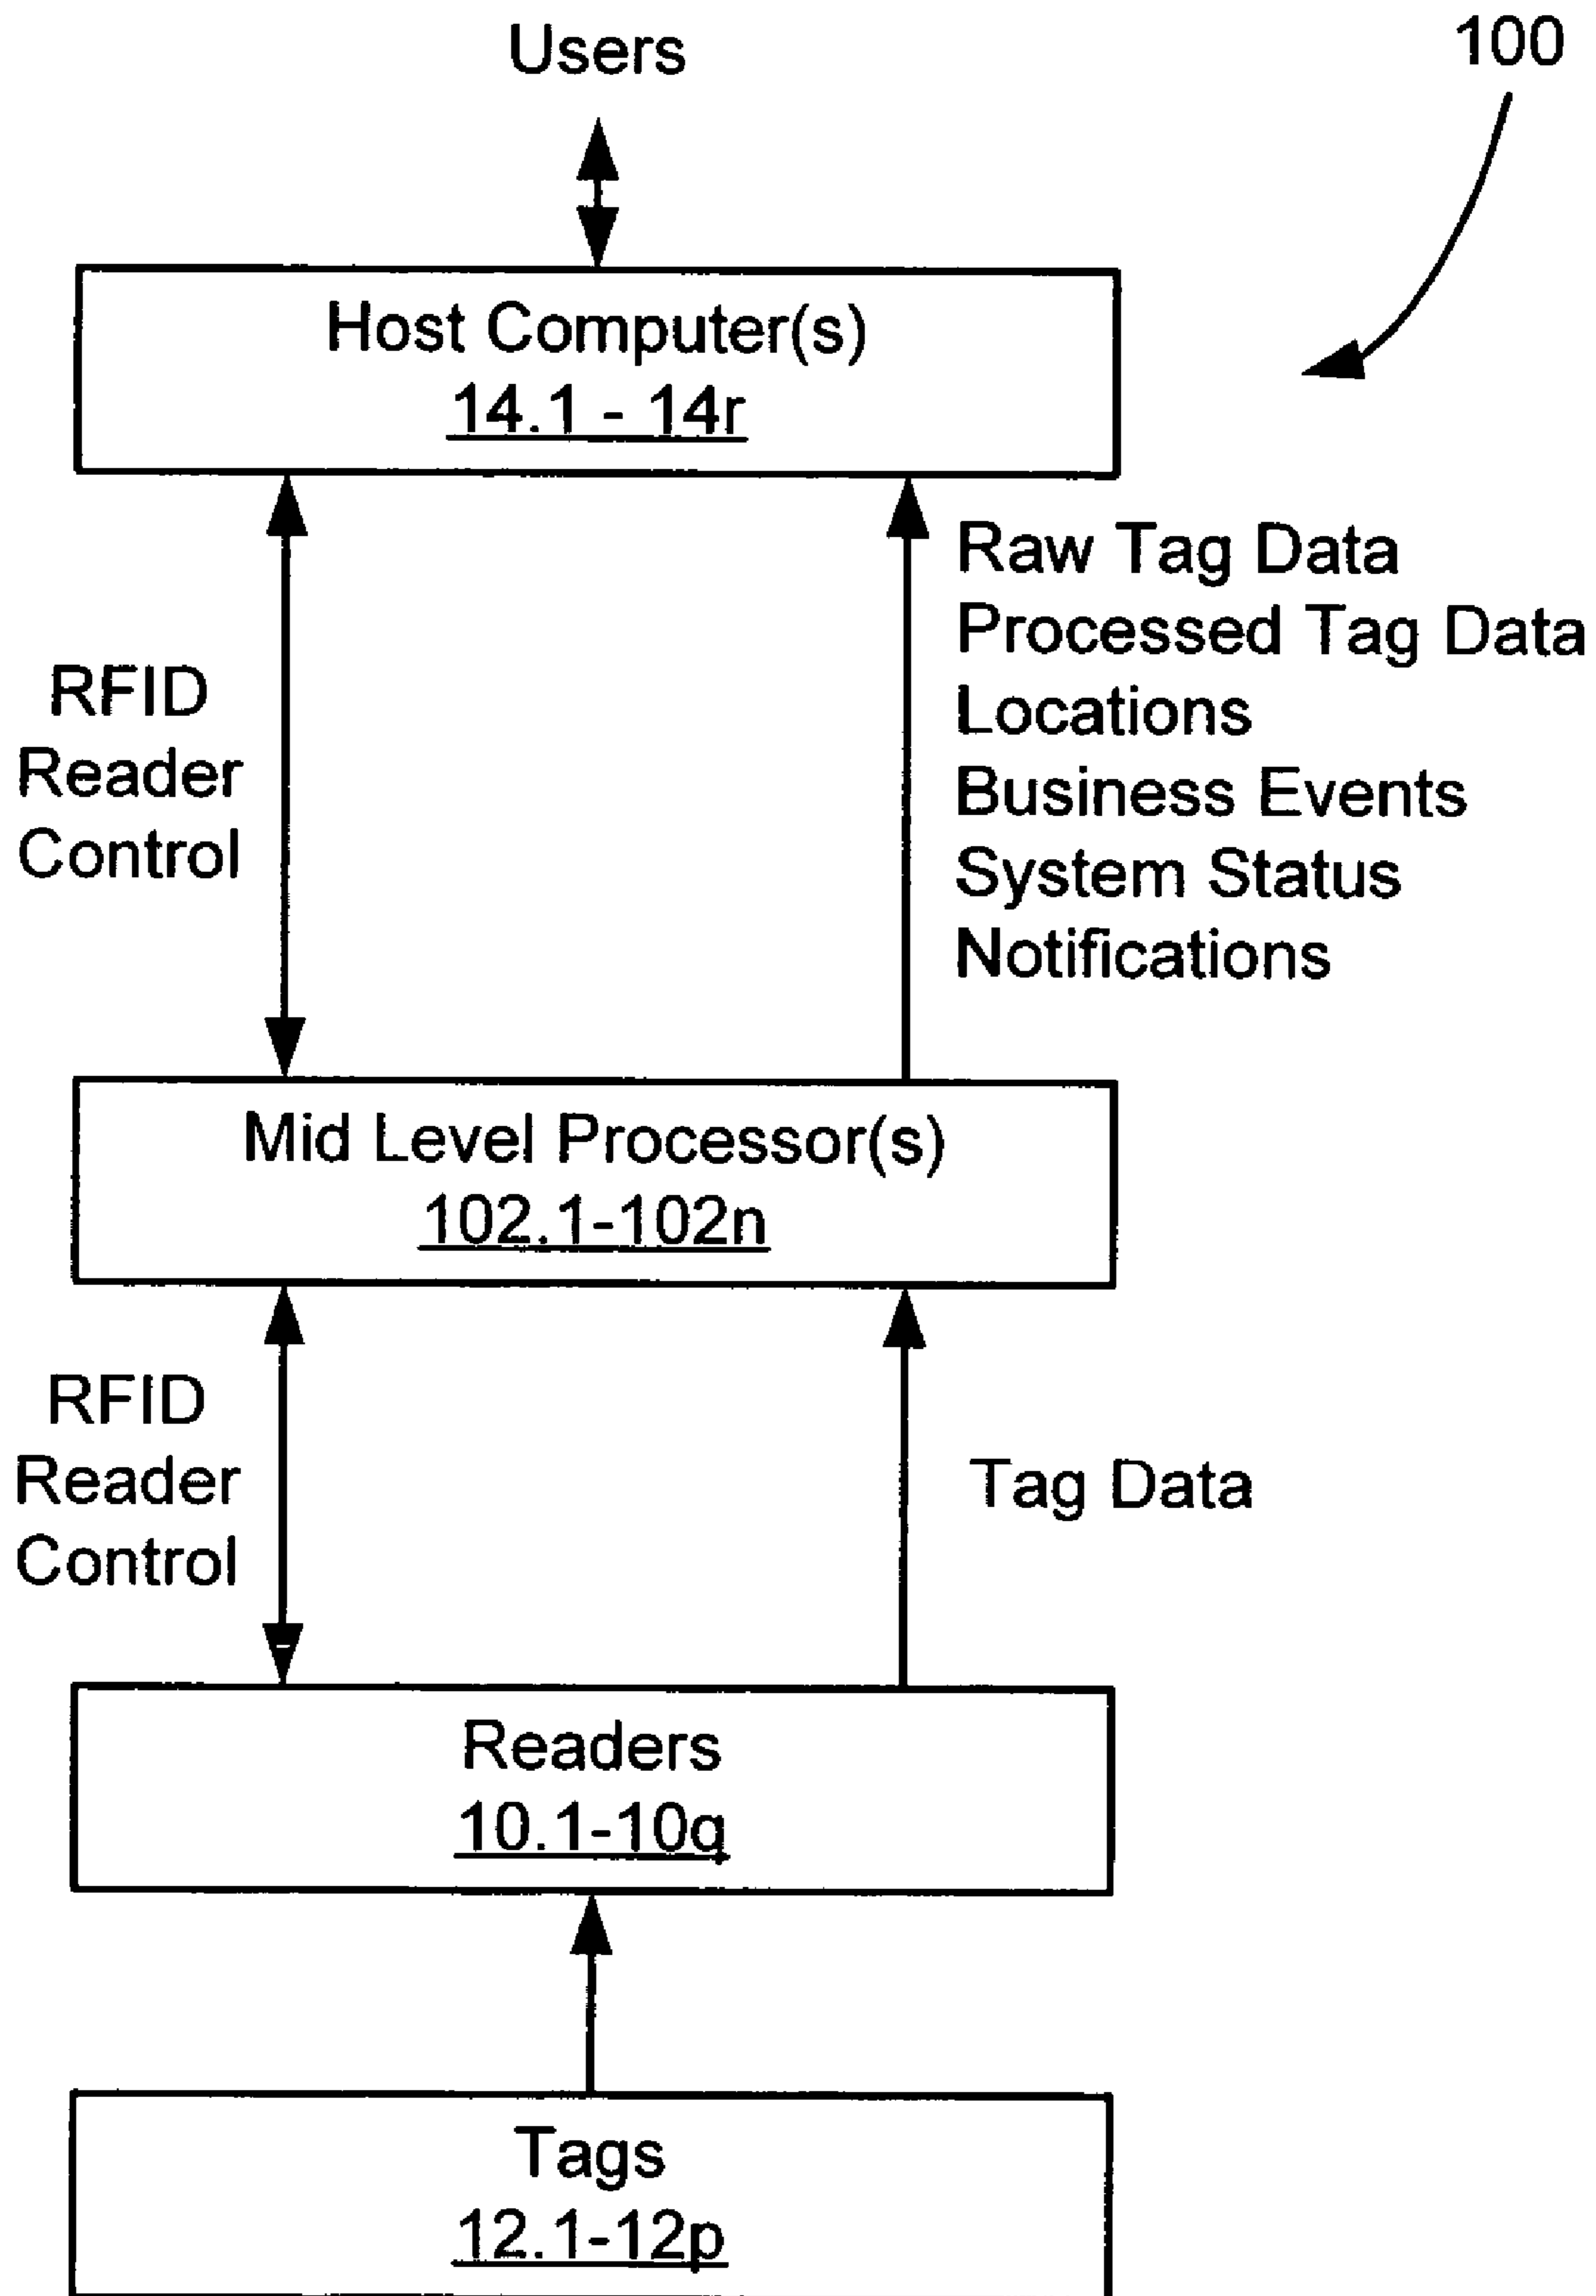 Users
100
Host Computer(s)
14.1 - 14r
RFID
Reader
Control
Raw Tag Data
Processed Tag Data
Locations
Business Events
System Status
Notifications
Mid Level Processor(s)
102.1-102n
RFID
Reader
Control
Tag Data
Readers
10.1-10q
Tags
12.1-12p